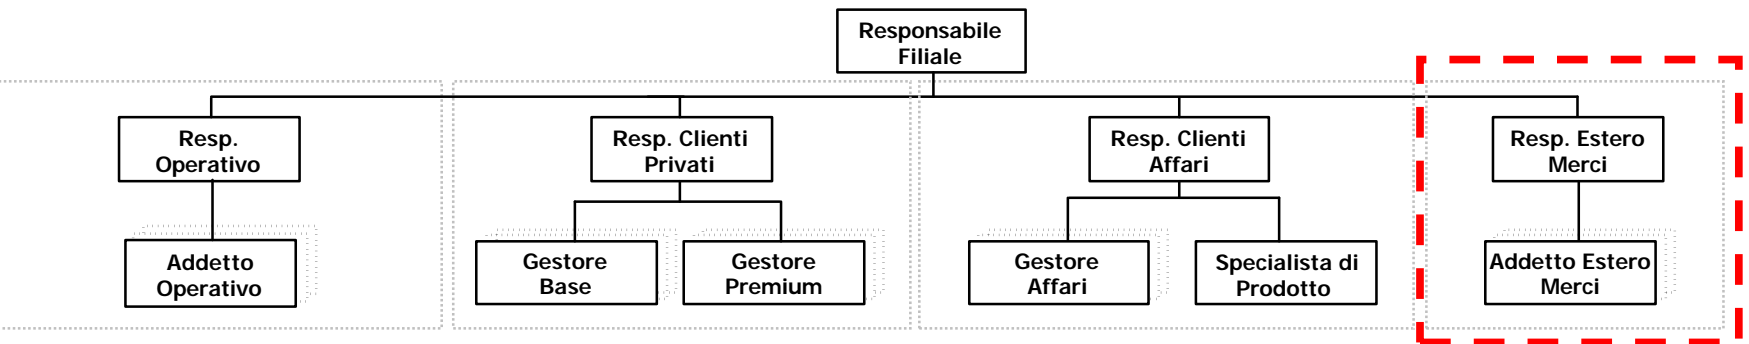 Responsabile
Filiale
Resp.
Operativo
Resp. Clienti
Privati
Resp. Clienti
Affari
Resp. Estero
Merci
Addetto
Operativo
Gestore
Base
Gestore
Premium
Gestore
Affari
Specialista di
Prodotto
Addetto Estero
Merci